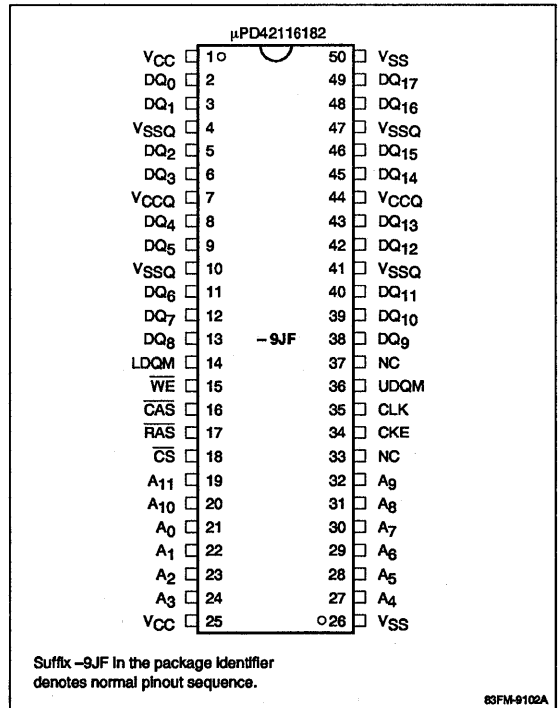 μPD42116182
VCC 1 50 VSS
DQ0 2 49 DQ17
DQ1 3 48 DQ16
VSSQ 4 47 VSSQ
DQ2 5 46 DQ15
DQ3 6 45 DQ14
VCCQ 7 44 VCCQ
DQ4 8 43 DQ13
DQ5 9 42 DQ12
VSSQ 10 41 VSSQ
DQ6 11 40 DQ11
DQ7 12 39 DQ10
DQ8 13 –9JF 38 DQ9
LDQM 14 37 NC
W̅E̅ 15 36 UDQM
C̅A̅S̅ 16 35 CLK
R̅A̅S̅ 17 34 CKE
C̅S̅ 18 33 NC
A11 19 32 A9
A10 20 31 A8
A0 21 30 A7
A1 22 29 A6
A2 23 28 A5
A3 24 27 A4
VCC 25 26 VSS
Suffix –9JF in the package identifier
denotes normal pinout sequence.
83FM-9102A